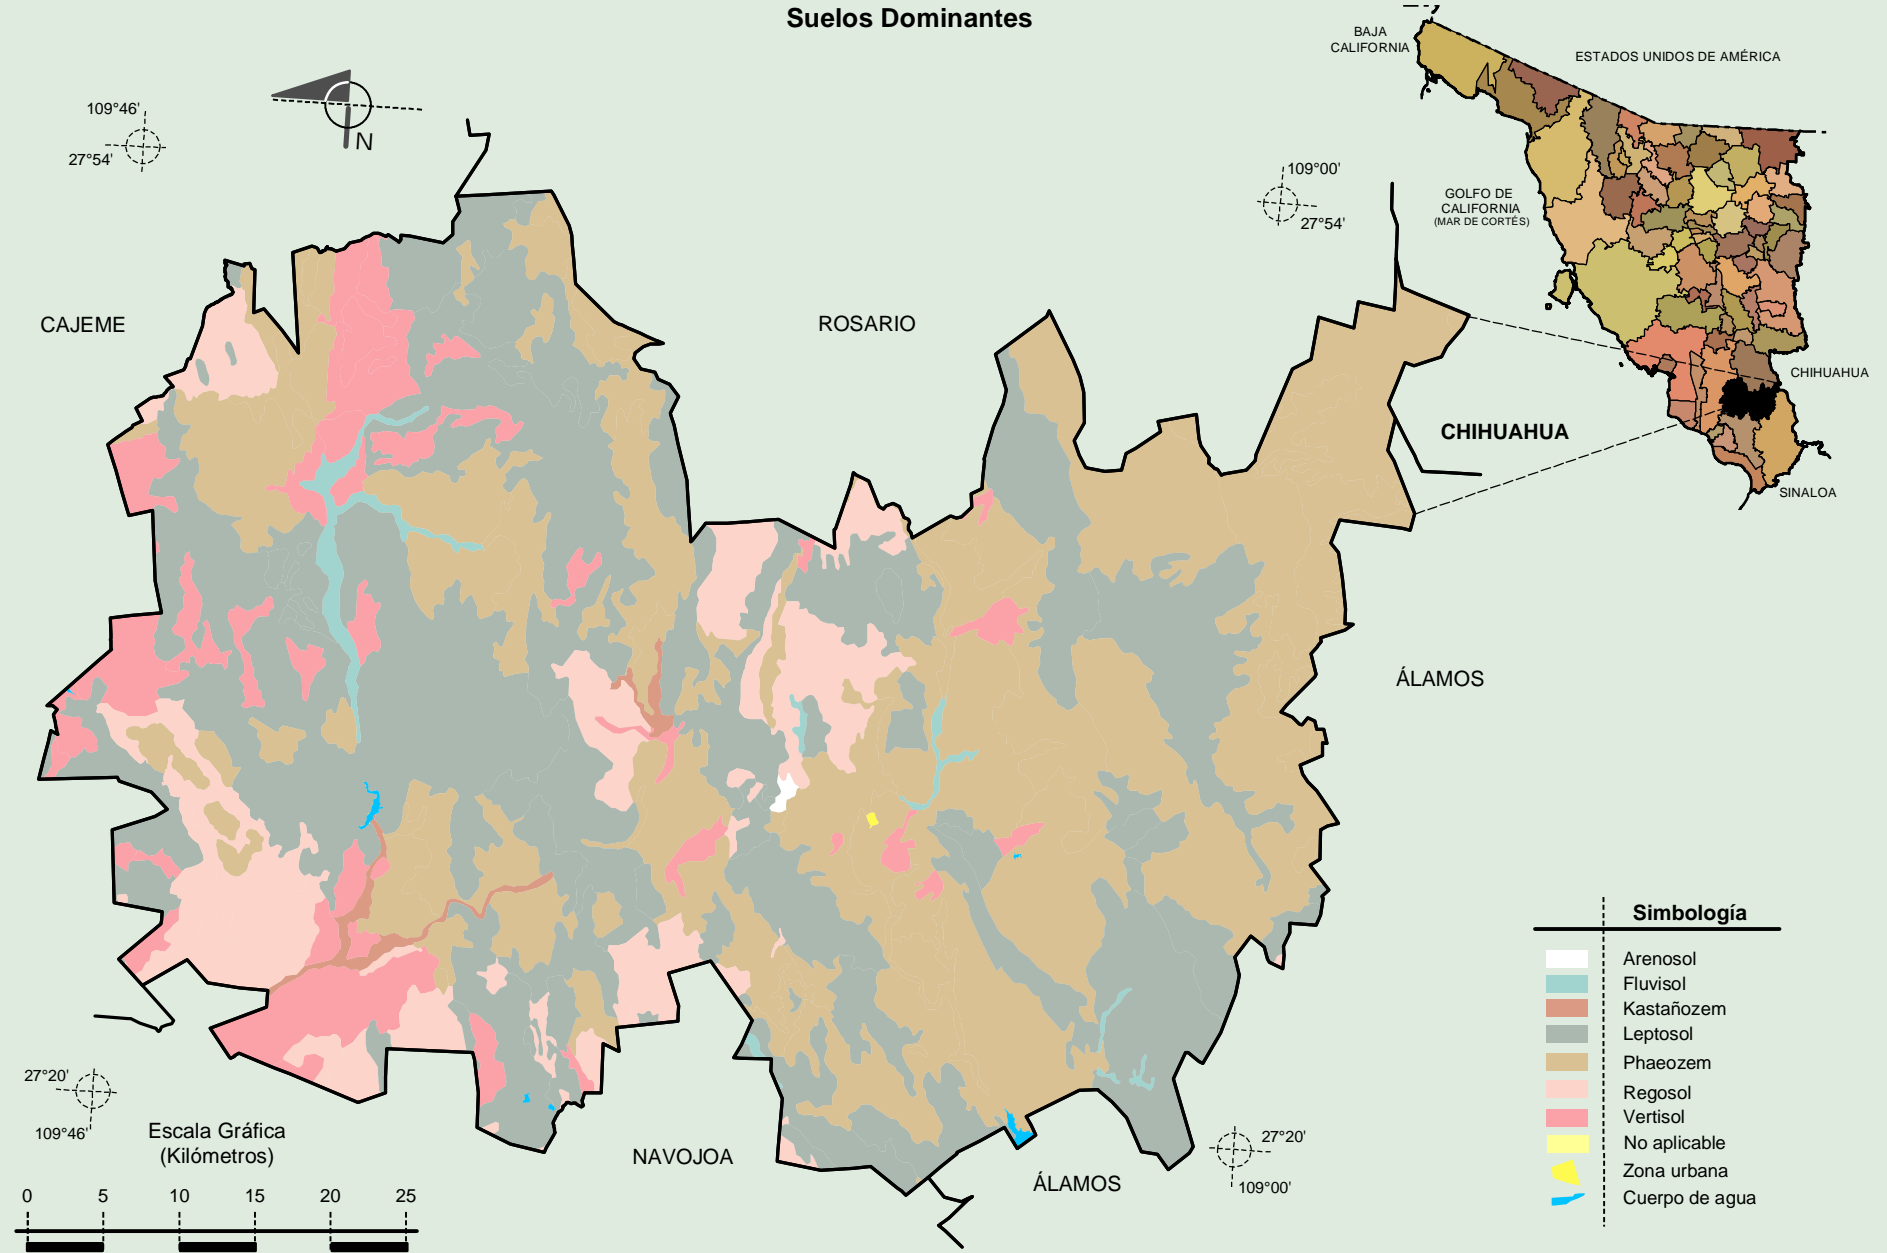 Suelos Dominantes
BAJA
CALIFORNIA
ESTADOS UNIDOS DE AMÉRICA
109°46'
27°54'
N
109°00'
27°54'
GOLFO DE
CALIFORNIA
(MAR DE CORTÉS)
CAJEME
ROSARIO
CHIHUAHUA
CHIHUAHUA
SINALOA
ÁLAMOS
Simbología
Arenosol
Fluvisol
Kastañozem
Leptosol
Phaeozem
Regosol
Vertisol
No aplicable
Zona urbana
Cuerpo de agua
27°20'
109°46'
Escala Gráfica
(Kilómetros)
NAVOJOA
ÁLAMOS
27°20'
109°00'
0 5 10 15 20 25